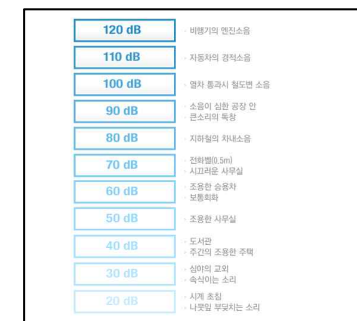 120 dB
· 비행기의 엔진소음
110 dB
· 자동차의 경적소음
100 dB
· 열차 통과시 철도변 소음
90 dB
· 소음이 심한 공장 안
· 큰소리의 독창
80 dB
· 지하철의 차내소음
70 dB
· 전화벨(0.5m)
· 시끄러운 사무실
60 dB
· 조용한 승용차
· 보통회화
50 dB
· 조용한 사무실
40 dB
· 도서관
· 주간의 조용한 주택
30 dB
· 심야의 교외
· 속삭이는 소리
20 dB
· 시계 초침
· 나뭇잎 부딪치는 소리